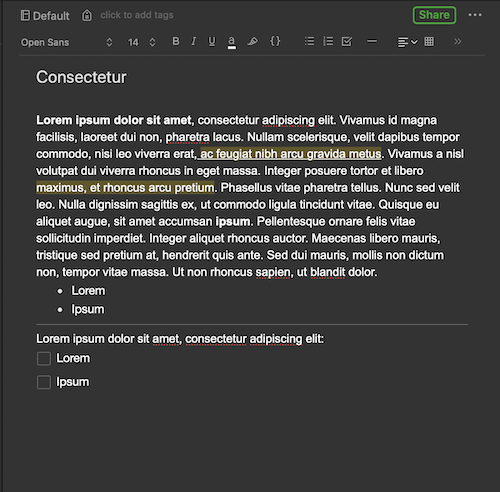 Default click to add tags Share
Open Sans 14 B I U a {}
Consectetur
Lorem ipsum dolor sit amet, consectetur adipiscing elit. Vivamus id magna
facilisis, laoreet dui non, pharetra lacus. Nullam scelerisque, velit dapibus tempor
commodo, nisi leo viverra erat, ac feugiat nibh arcu gravida metus. Vivamus a nisl
volutpat dui viverra rhoncus in eget massa. Integer posuere tortor et libero
maximus, et rhoncus arcu pretium. Phasellus vitae pharetra tellus. Nunc sed velit
leo. Nulla dignissim sagittis ex, ut commodo ligula tincidunt vitae. Quisque eu
aliquet augue, sit amet accumsan ipsum. Pellentesque ornare felis vitae
sollicitudin imperdiet. Integer aliquet rhoncus auctor. Maecenas libero mauris,
tristique sed pretium at, hendrerit quis ante. Sed dui mauris, mollis non dictum
non, tempor vitae massa. Ut non rhoncus sapien, ut blandit dolor.
Lorem
Ipsum
Lorem ipsum dolor sit amet, consectetur adipiscing elit:
Lorem
Ipsum